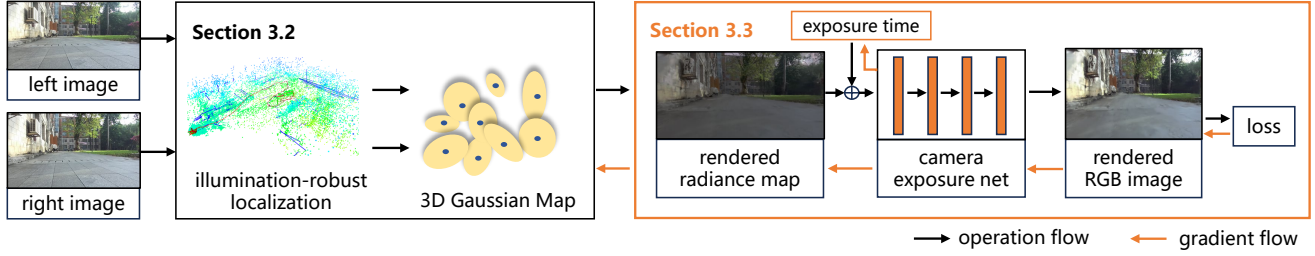 left image
right image
Section 3.2
illumination-robust
localization
3D Gaussian Map
Section 3.3
exposure time
rendered
radiance map
camera
exposure net
rendered
RGB image
loss
operation flow
gradient flow